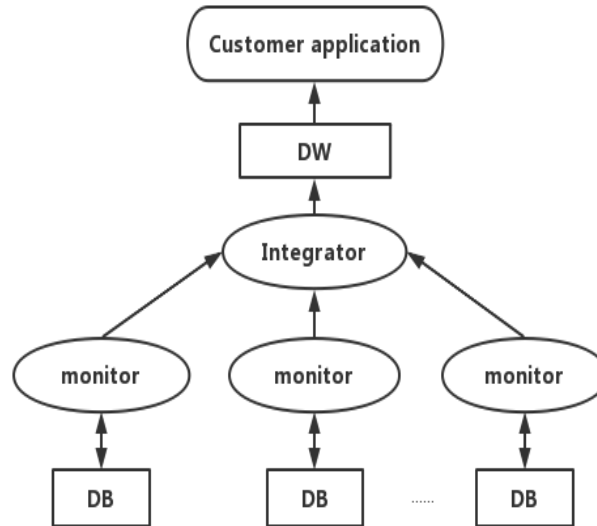 Customer application
DW
Integrator
monitor
monitor
monitor
DB
DB
......
DB